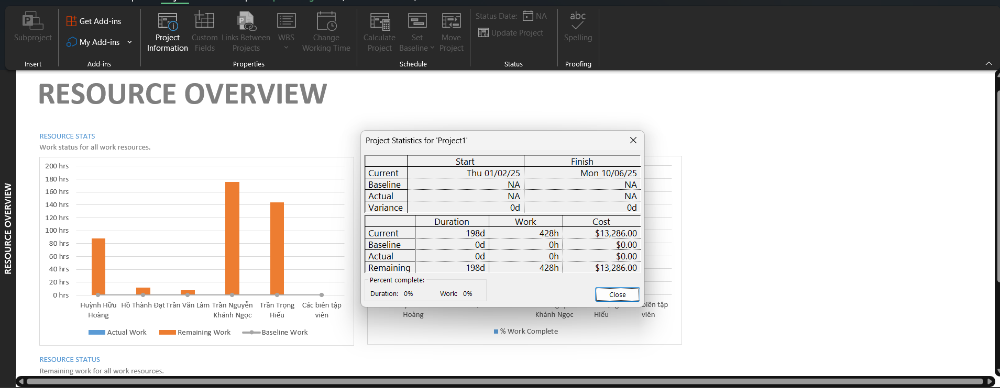 Subproject
Insert
Get Add-ins
My Add-ins
Add-ins
Project
Information
Custom
Fields
Links Between
Projects
WBS
Change
Working Time
Properties
Calculate
Project
Set
Baseline
Move
Project
Schedule
Status Date: NA
Update Project
Status
abc
Spelling
Proofing
RESOURCE OVERVIEW
RESOURCE OVERVIEW
RESOURCE STATS
Work status for all work resources.
200 hrs
180 hrs
160 hrs
140 hrs
120 hrs
100 hrs
80 hrs
60 hrs
40 hrs
20 hrs
0 hrs
Huỳnh Hữu
Hoàng
Hồ Thành Đạt
Trần Văn Lâm
Trần Nguyễn
Khánh Ngọc
Trần Trọng
Hiếu
Các biên tập
viên
Actual Work
Remaining Work
Baseline Work
Project Statistics for 'Project1'
Start Finish
Current Thu 01/02/25 Mon 10/06/25
Baseline NA NA
Actual NA NA
Variance 0d 0d
Duration Work Cost
Current 198d 428h $13,286.00
Baseline 0d 0h $0.00
Actual 0d 0h $0.00
Remaining 198d 428h $13,286.00
Percent complete:
Duration: 0% Work: 0%
Close
Hoàng
Khánh Ngọc
Hiếu
biên tập
viên
% Work Complete
RESOURCE STATUS
Remaining work for all work resources.